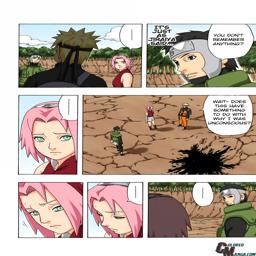 YOU DON'T
REMEMBER
ANYTHING?
IT'S
JUST AS
JIRAIYA
SAID...
WAIT- DOES
THIS HAVE
SOMETHING
TO DO WITH
WHY I WAS
UNCONSCIOUS?
!
!
!
!
COLORED
MANGA.COM